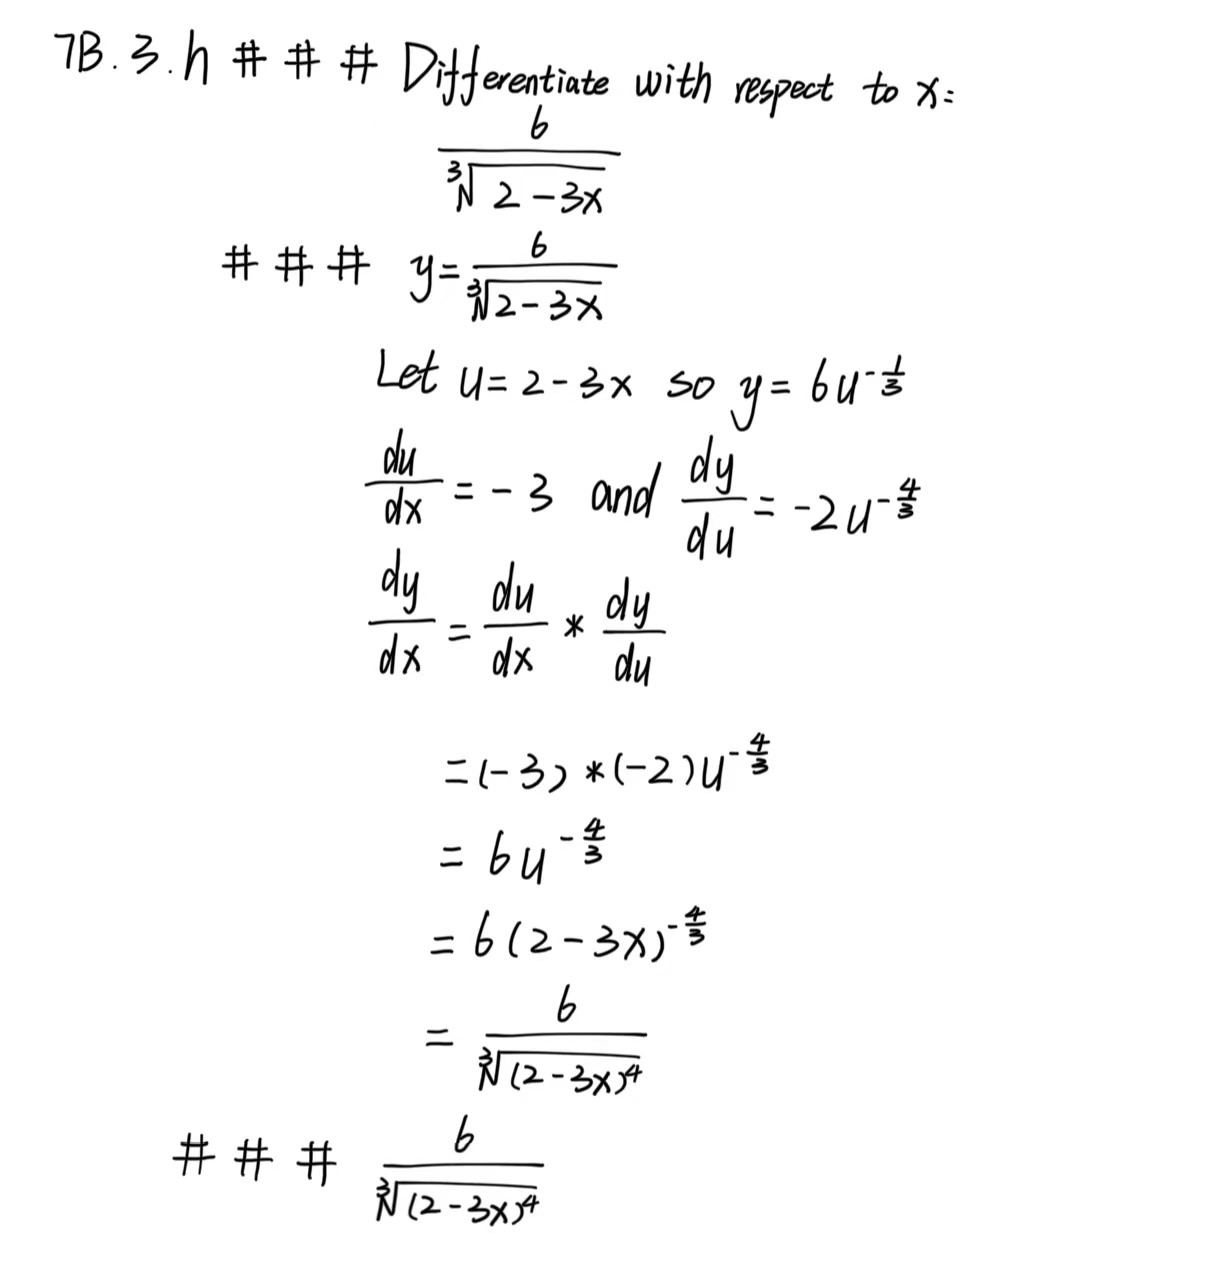 7B.3.h # # # Differentiate with respect to x:
\frac{6}{\sqrt[3]{2-3x}}
# # # y=\frac{6}{\sqrt[3]{2-3x}}
Let u=2-3x so y=6u^{-\frac{1}{3}}
\frac{du}{dx}=-3 and \frac{dy}{du}=-2u^{-\frac{4}{3}}
\frac{dy}{dx}=\frac{du}{dx}*\frac{dy}{du}
=(-3)*(-2)u^{-\frac{4}{3}}
=6u^{-\frac{4}{3}}
=6(2-3x)^{-\frac{4}{3}}
=\frac{6}{\sqrt[3]{(2-3x)^4}}
# # # \frac{6}{\sqrt[3]{(2-3x)^4}}